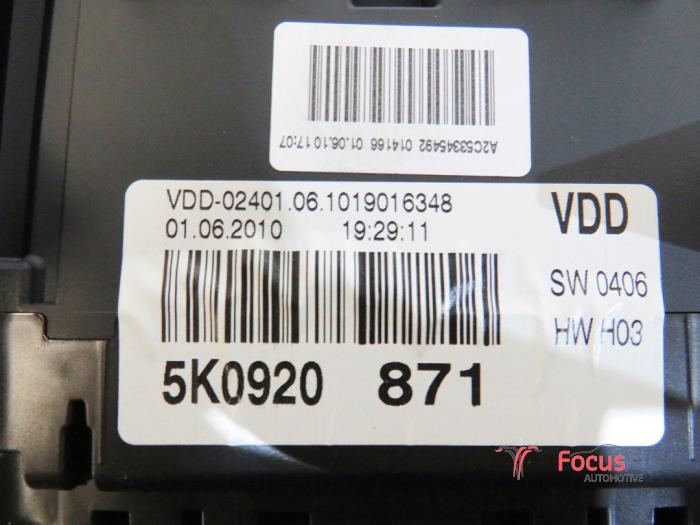 A2C53345492 014166 01.06.10 17:07
VDD-02401.06.1019016348
01.06.2010 19:29:11
VDD
SW 0406
HW H03
5K0920 871
Focus
AUTOMOTIVE